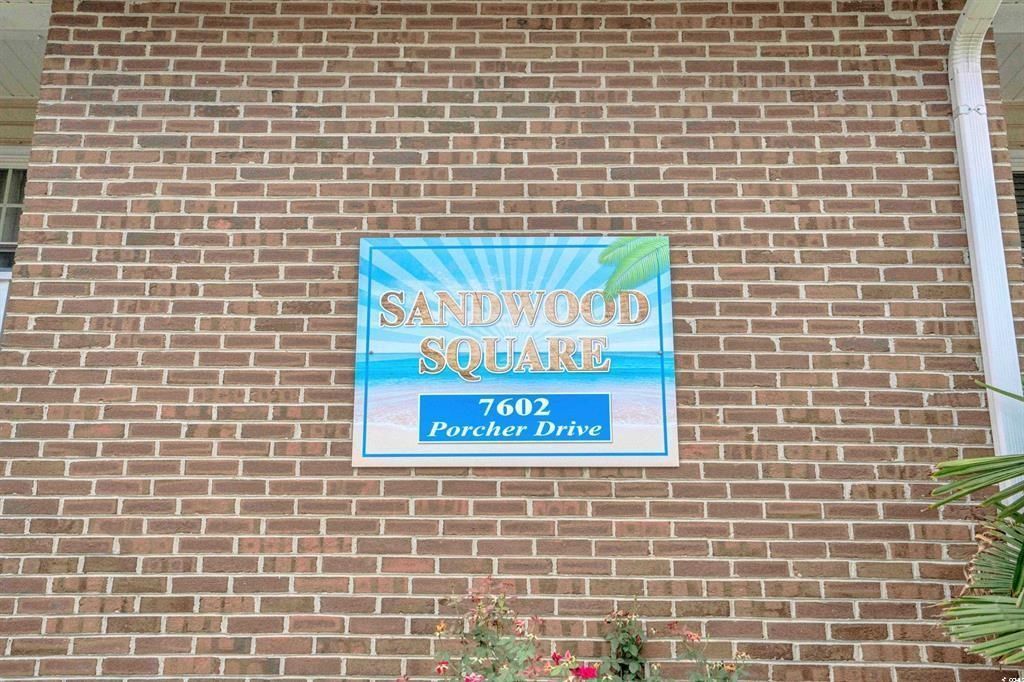 SANDWOOD
SQUARE
7602
Porcher Drive